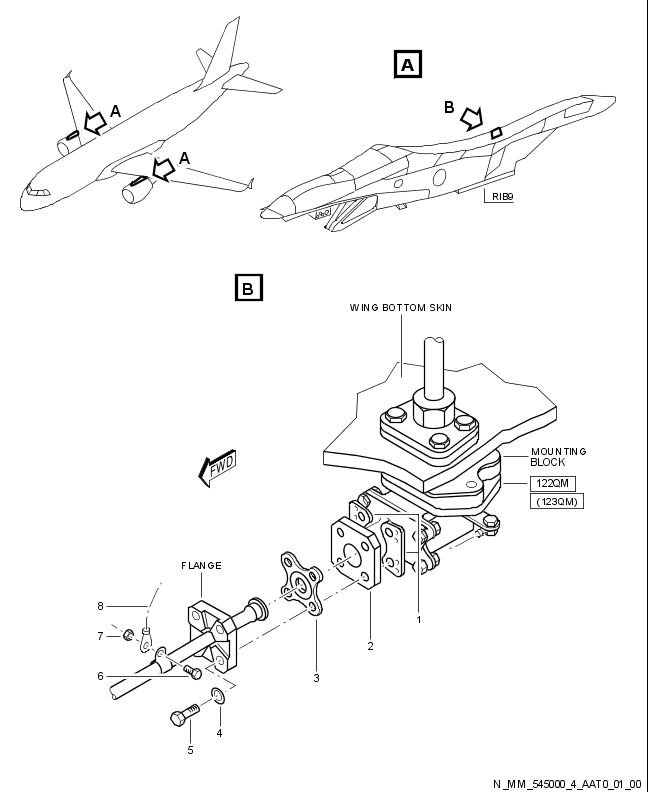 A
A
A
B
RIB9
B
WING BOTTOM SKIN
FWD
MOUNTING
BLOCK
122QM
(123QM)
FLANGE
8
7
6
5
4
3
2
1
N_MM_545000_4_AAT0_01_00